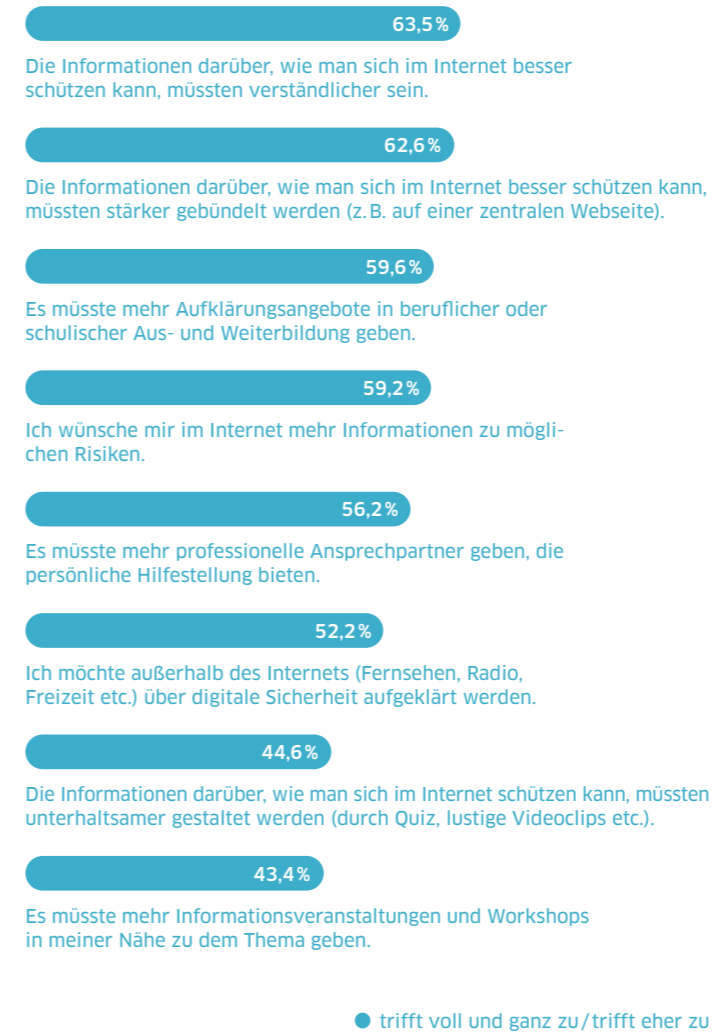 63,5 %
Die Informationen darüber, wie man sich im Internet besser
schützen kann, müssten verständlicher sein.
62,6 %
Die Informationen darüber, wie man sich im Internet besser schützen kann,
müssten stärker gebündelt werden (z. B. auf einer zentralen Webseite).
59,6 %
Es müsste mehr Aufklärungsangebote in beruflicher oder
schulischer Aus- und Weiterbildung geben.
59,2 %
Ich wünsche mir im Internet mehr Informationen zu mögli-
chen Risiken.
56,2 %
Es müsste mehr professionelle Ansprechpartner geben, die
persönliche Hilfestellung bieten.
52,2 %
Ich möchte außerhalb des Internets (Fernsehen, Radio,
Freizeit etc.) über digitale Sicherheit aufgeklärt werden.
44,6 %
Die Informationen darüber, wie man sich im Internet schützen kann, müssten
unterhaltsamer gestaltet werden (durch Quiz, lustige Videoclips etc.).
43,4 %
Es müsste mehr Informationsveranstaltungen und Workshops
in meiner Nähe zu dem Thema geben.
trifft voll und ganz zu / trifft eher zu